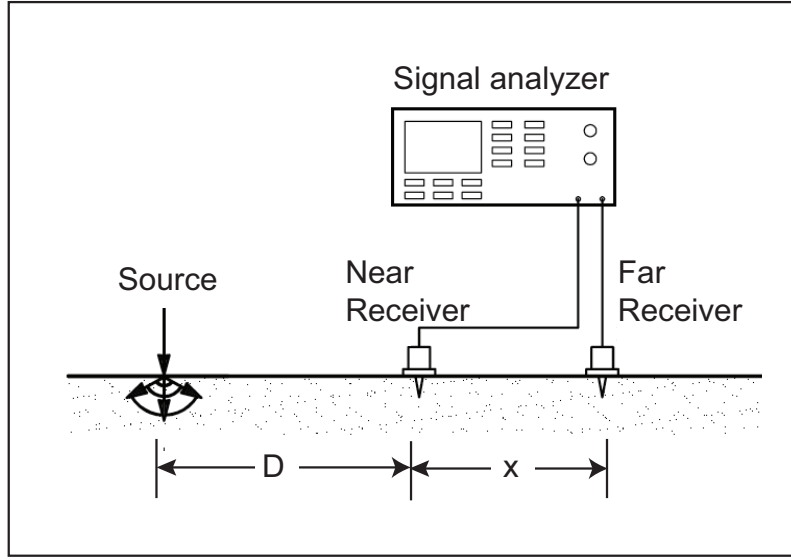 Signal analyzer
Source
Near
Receiver
Far
Receiver
D
x